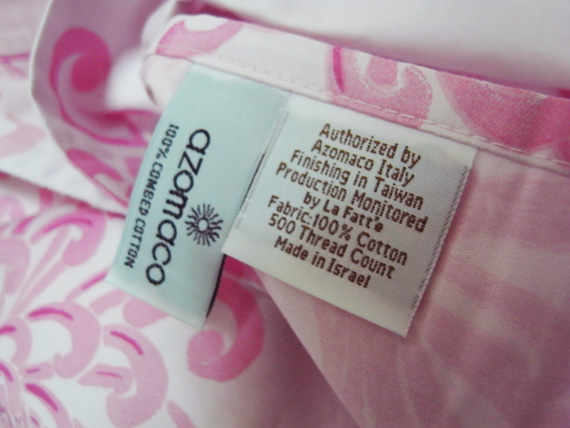 azomaco
100% COMBED COTTON
Authorized by
Azomaco Italy
Finishing in Taiwan
Production Monitored
by La Fatt'e
Fabric:100% Cotton
500 Thread Count
Made in Israel